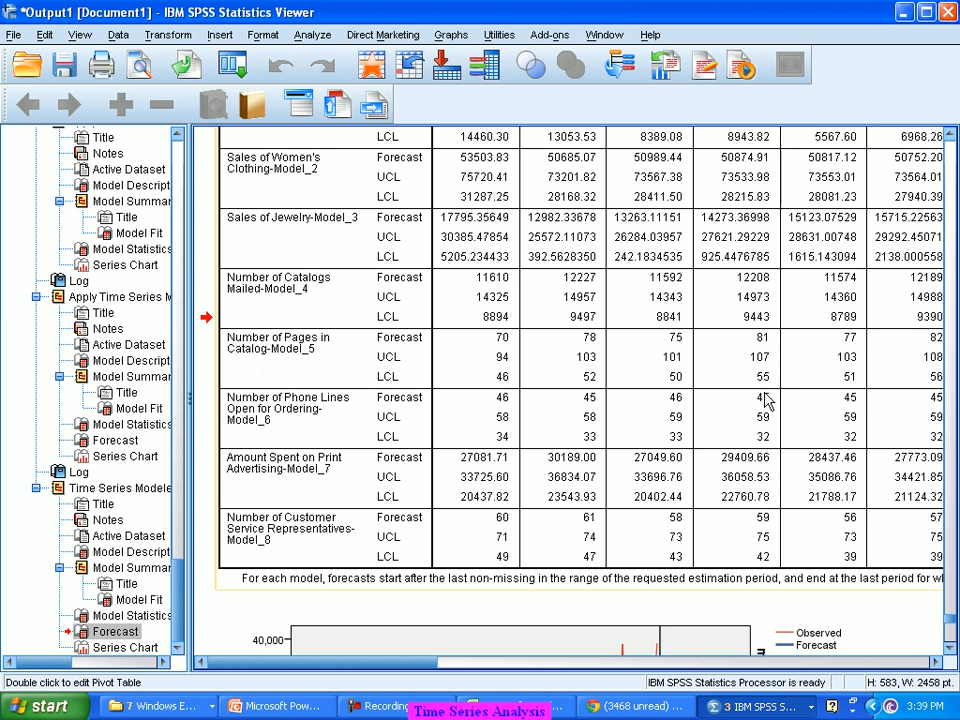 *Output1 [Document1] - IBM SPSS Statistics Viewer
File Edit View Data Transform Insert Format Analyze Direct Marketing Graphs Utilities Add-ons Window Help
Title
Notes
Active Dataset
Model Descript
Model Summar
Title
Model Fit
Model Statistics
Series Chart
Log
Apply Time Series M
Title
Notes
Active Dataset
Model Descript
Model Summar
Title
Model Fit
Model Statistics
Forecast
Series Chart
Log
Time Series Modele
Title
Notes
Active Dataset
Model Descript
Model Summar
Title
Model Fit
Model Statistics
Forecast
Series Chart
LCL 14460.30 13053.53 8389.08 8943.82 5567.60 6968.26
Sales of Women's Forecast 53503.83 50685.07 50989.44 50874.91 50817.12 50752.20
Clothing-Model_2
UCL 75720.41 73201.82 73567.38 73533.98 73553.01 73564.01
LCL 31287.25 28168.32 28411.50 28215.83 28081.23 27940.39
Sales of Jewelry-Model_3 Forecast 17795.35649 12982.33678 13263.11151 14273.36998 15123.07529 15715.22563
UCL 30385.47854 25572.11073 26284.03957 27621.29229 28631.00748 29292.45071
LCL 5205.234433 392.5628350 242.1834535 925.4476785 1615.143094 2138.000558
Number of Catalogs Forecast 11610 12227 11592 12208 11574 12189
Mailed-Model_4
UCL 14325 14957 14343 14973 14360 14988
LCL 8894 9497 8841 9443 8789 9390
Number of Pages in Forecast 70 78 75 81 77 82
Catalog-Model_5
UCL 94 103 101 107 103 108
LCL 46 52 50 55 51 56
Number of Phone Lines Forecast 46 45 46 45 45
Open for Ordering-
UCL 58 58 59 59 59 59
Model_6
LCL 34 33 33 32 32 32
Amount Spent on Print Forecast 27081.71 30189.00 27049.60 29409.66 28437.46 27773.09
Advertising-Model_7
UCL 33725.60 36834.07 33696.76 36058.53 35086.76 34421.85
LCL 20437.82 23543.93 20402.44 22760.78 21788.17 21124.32
Number of Customer Forecast 60 61 58 59 56 57
Service Representatives-
Model_8
UCL 71 74 73 75 73 75
LCL 49 47 43 42 39 39
For each model, forecasts start after the last non-missing in the range of the requested estimation period, and end at the last period for wh
40,000
Observed
Forecast
Double click to edit Pivot Table IBM SPSS Statistics Processor is ready H: 583, W: 2458 pt.
start 7 Windows E... Microsoft Pow... Recording (3468 unread) ... 3 IBM SPSS S... 3:39 PM
Time Series Analysis